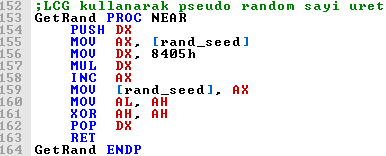 152 ;LCG kullanarak pseudo random sayi uret
153 GetRand PROC NEAR
154 PUSH DX
155 MOV AX, [rand_seed]
156 MOV DX, 8405h
157 MUL DX
158 INC AX
159 MOV [rand_seed], AX
160 MOV AL, AH
161 XOR AH, AH
162 POP DX
163 RET
164 GetRand ENDP